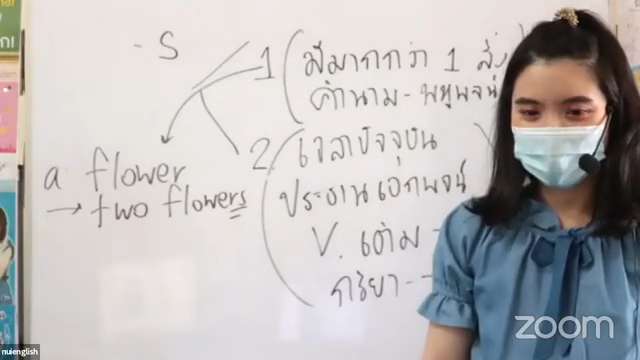 - S
1 มีมากกว่า 1 สิ่ง
คำนาม - พหูพจน์
2. เวลาปัจจุบัน
ประธานเอกพจน์
V. เติม -
กริยา -
a flower
→ two flowers
nuienglish
zoom